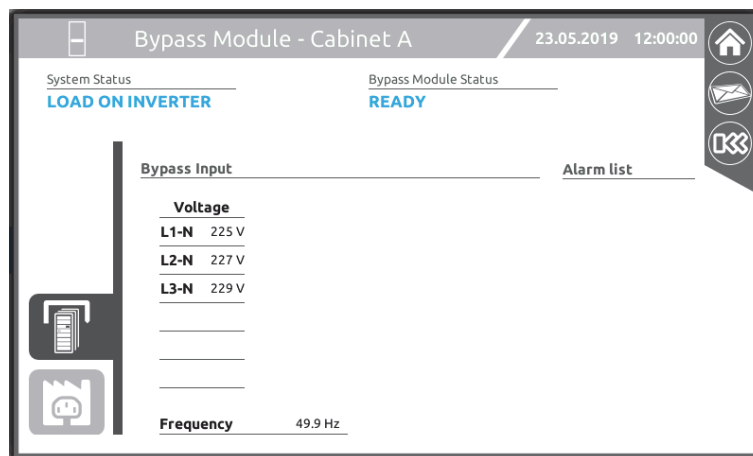 Bypass Module - Cabinet A
23.05.2019 12:00:00
System Status
LOAD ON INVERTER
Bypass Module Status
READY
Bypass Input
Alarm list
Voltage
L1-N 225 V
L2-N 227 V
L3-N 229 V
Frequency 49.9 Hz